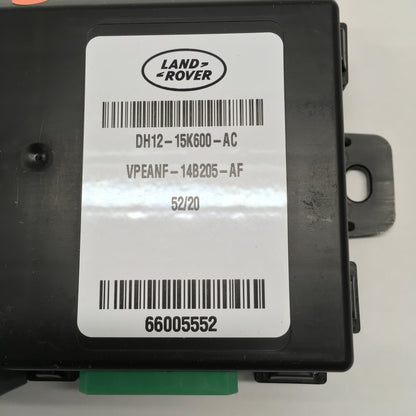 LAND
ROVER
DH12-15K600-AC
VPEANF-14B205-AF
52/20
66005552